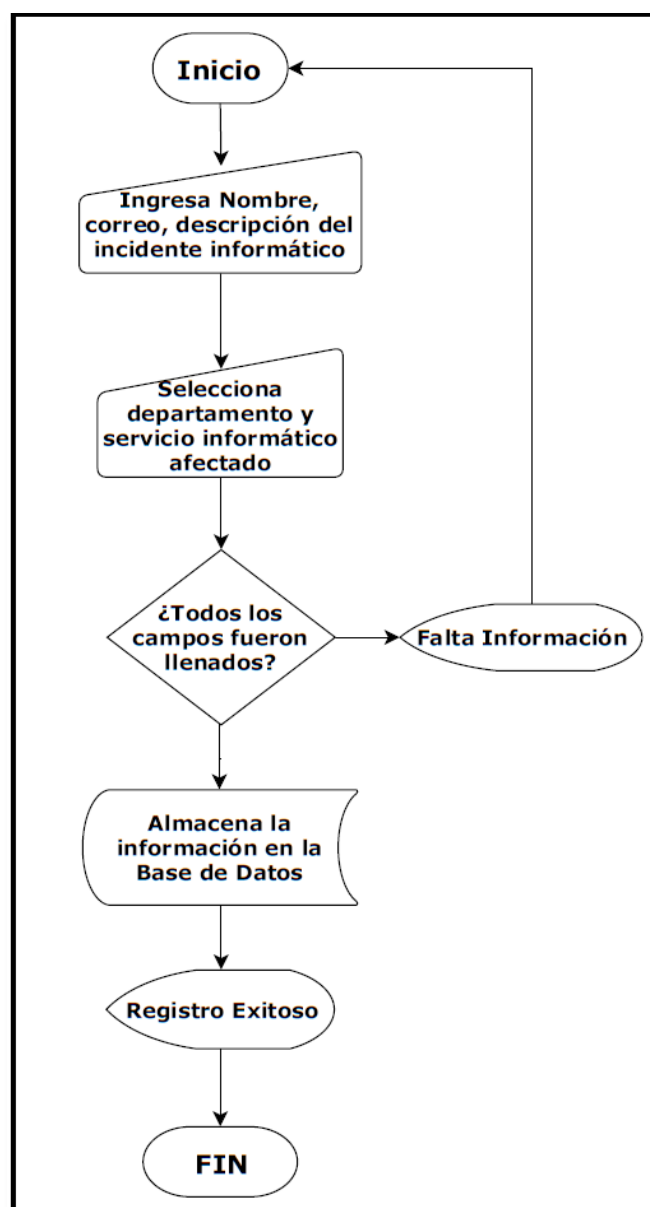 Inicio
Ingresa Nombre,
correo, descripción del
incidente informático
Selecciona
departamento y
servicio informático
afectado
¿Todos los
campos fueron
llenados?
Falta Información
Almacena la
información en la
Base de Datos
Registro Exitoso
FIN